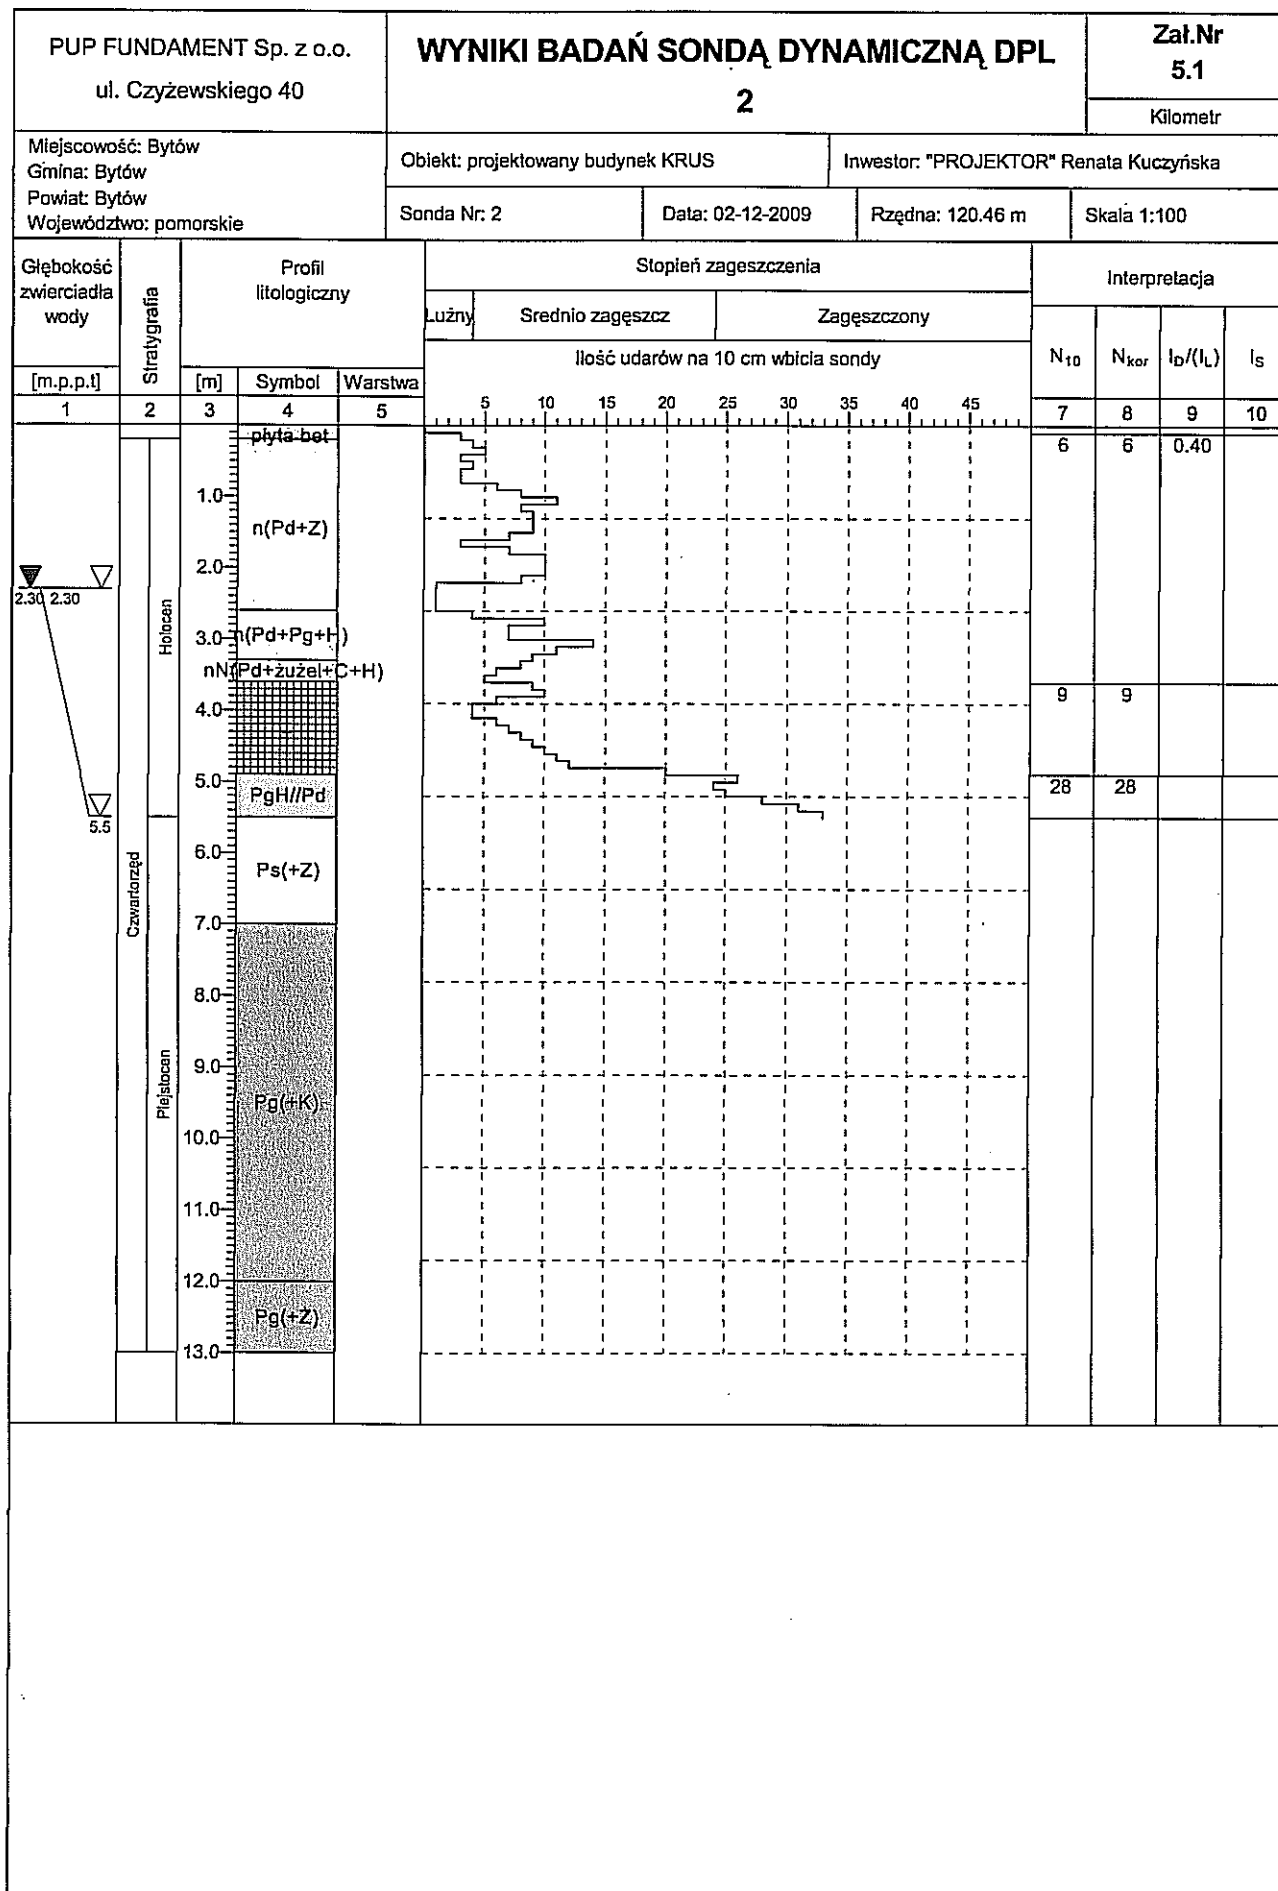 PUP FUNDAMENT Sp. z o.o.
ul. Czyżewskiego 40
WYNIKI BADAŃ SONDĄ DYNAMICZNĄ DPL
2
Zał.Nr
5.1
Kilometr
Miejscowość: Bytów
Gmina: Bytów
Powiat: Bytów
Województwo: pomorskie
Obiekt: projektowany budynek KRUS
Inwestor: "PROJEKTOR" Renata Kuczyńska
Sonda Nr: 2
Data: 02-12-2009
Rzędna: 120.46 m
Skala 1:100
Głębokość
zwierciadła
wody
[m.p.p.t]
Stratygrafia
Profil
litologiczny
[m]
Symbol
Warstwa
Stopień zageszczenia
Luźny
Srednio zagęszcz
Zagęszczony
Ilość udarów na 10 cm wbicia sondy
5 10 15 20 25 30 35 40 45
Interpretacja
N10
Nkor
ID/(IL)
IS
1 2 3 4 5 7 8 9 10
płyta bet
6 6 0.40
1.0
n(Pd+Z)
2.0
2.30 2.30
Holocen
3.0
n(Pd+Pg+H)
nN(Pd+żużel+C+H)
9 9
4.0
5.0
PgH//Pd
28 28
5.5
6.0
Ps(+Z)
Czwartorzęd
7.0
8.0
9.0
Plejstocen
Pg(+K)
10.0
11.0
12.0
Pg(+Z)
13.0